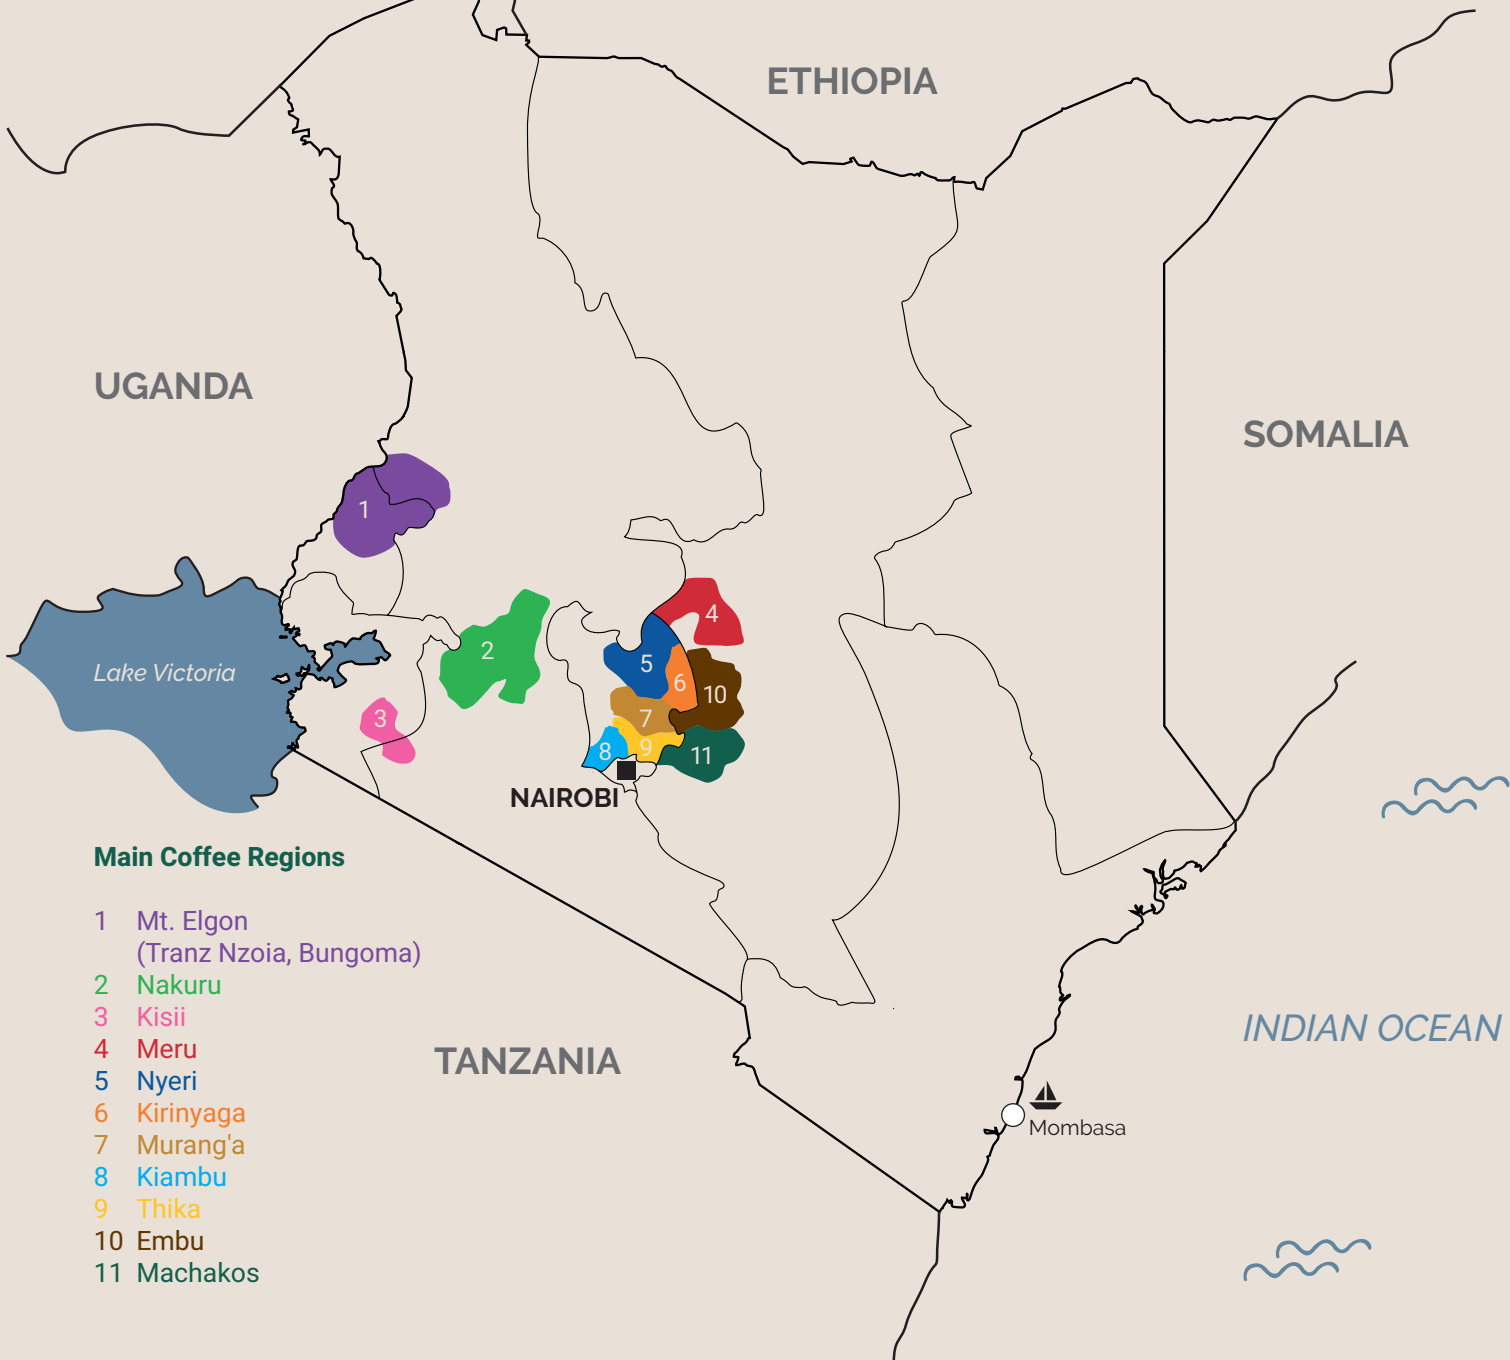 ETHIOPIA
UGANDA
SOMALIA
1
4
2
5
Lake Victoria
6
10
3
7
9
8
11
NAIROBI
Main Coffee Regions
1 Mt. Elgon
(Tranz Nzoia, Bungoma)
2 Nakuru
3 Kisii
4 Meru
5 Nyeri
6 Kirinyaga
7 Murang'a
8 Kiambu
9 Thika
10 Embu
11 Machakos
TANZANIA
INDIAN OCEAN
Mombasa